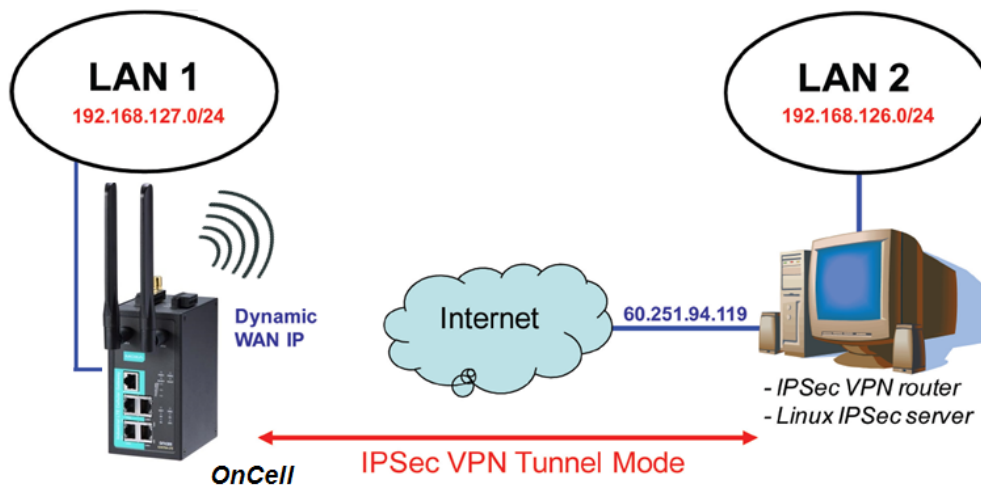 LAN 1
192.168.127.0/24
LAN 2
192.168.126.0/24
Dynamic
WAN IP
Internet
60.251.94.119
- IPSec VPN router
- Linux IPSec server
IPSec VPN Tunnel Mode
OnCell